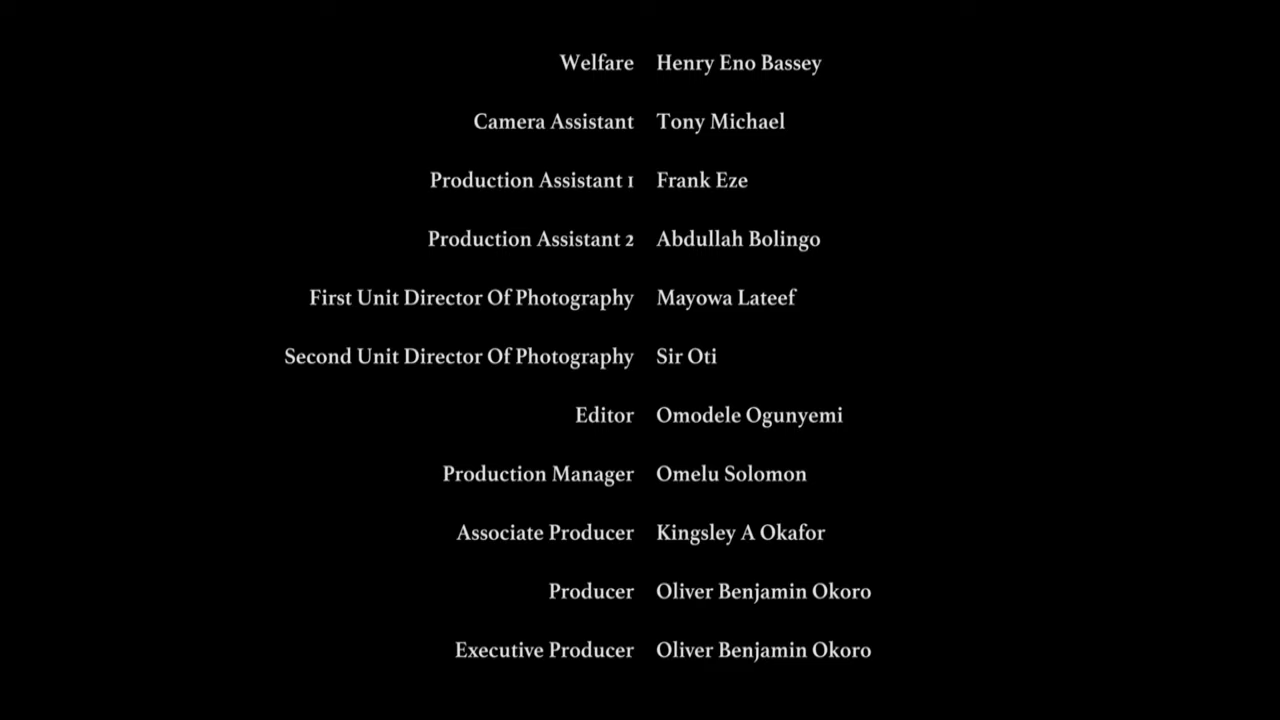 Welfare Henry Eno Bassey
Camera Assistant Tony Michael
Production Assistant 1 Frank Eze
Production Assistant 2 Abdullah Bolingo
First Unit Director Of Photography Mayowa Lateef
Second Unit Director Of Photography Sir Oti
Editor Omodele Ogunyemi
Production Manager Omelu Solomon
Associate Producer Kingsley A Okafor
Producer Oliver Benjamin Okoro
Executive Producer Oliver Benjamin Okoro